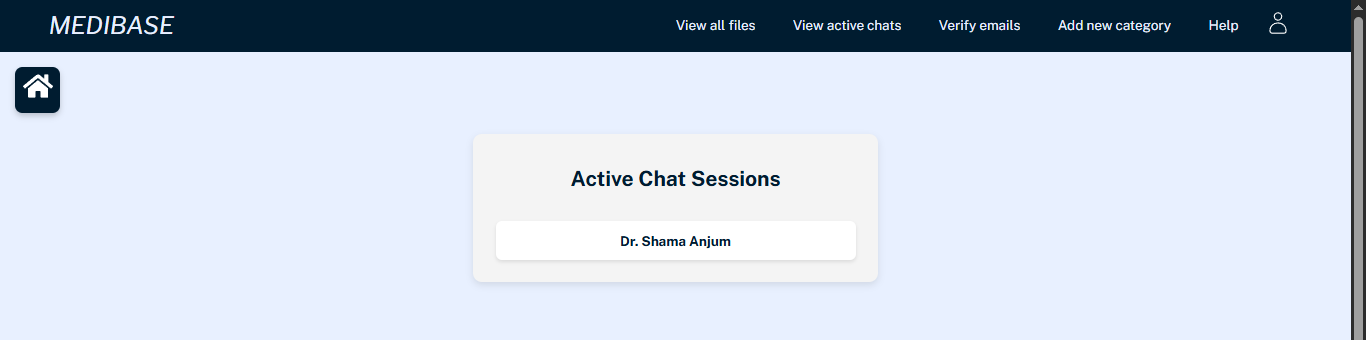 MEDIBASE View all files View active chats Verify emails Add new category Help
Active Chat Sessions
Dr. Shama Anjum